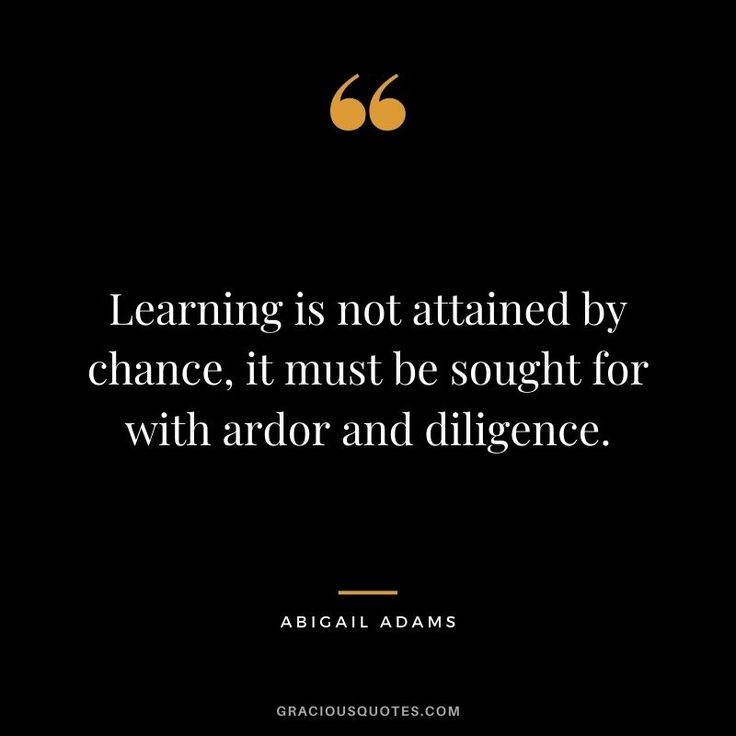 “
Learning is not attained by
chance, it must be sought for
with ardor and diligence.
ABIGAIL ADAMS
GRACIOUSQUOTES.COM